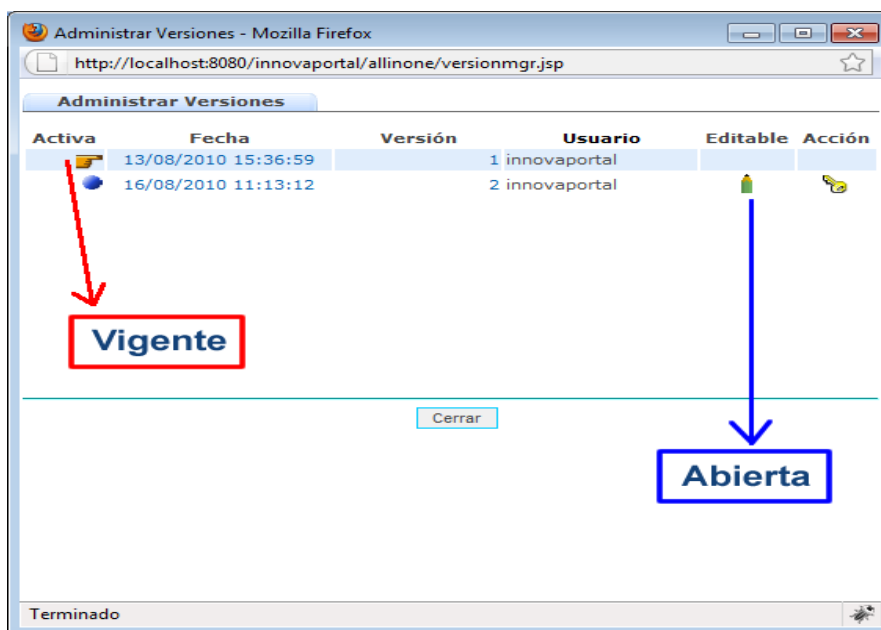 Administrar Versiones - Mozilla Firefox
http://localhost:8080/innovaportal/allinone/versionmgr.jsp
Administrar Versiones
Activa Fecha Versión Usuario Editable Acción
13/08/2010 15:36:59 1 innovaportal
16/08/2010 11:13:12 2 innovaportal
Vigente
Cerrar
Abierta
Terminado